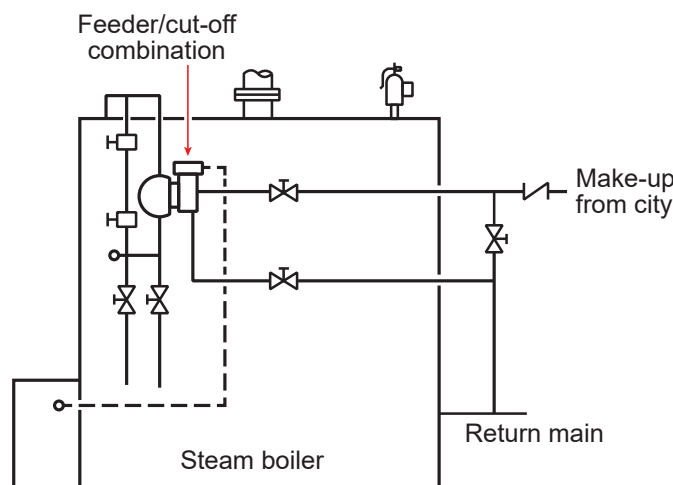 Feeder/cut-off
combination
Make-up
from city
Return main
Steam boiler